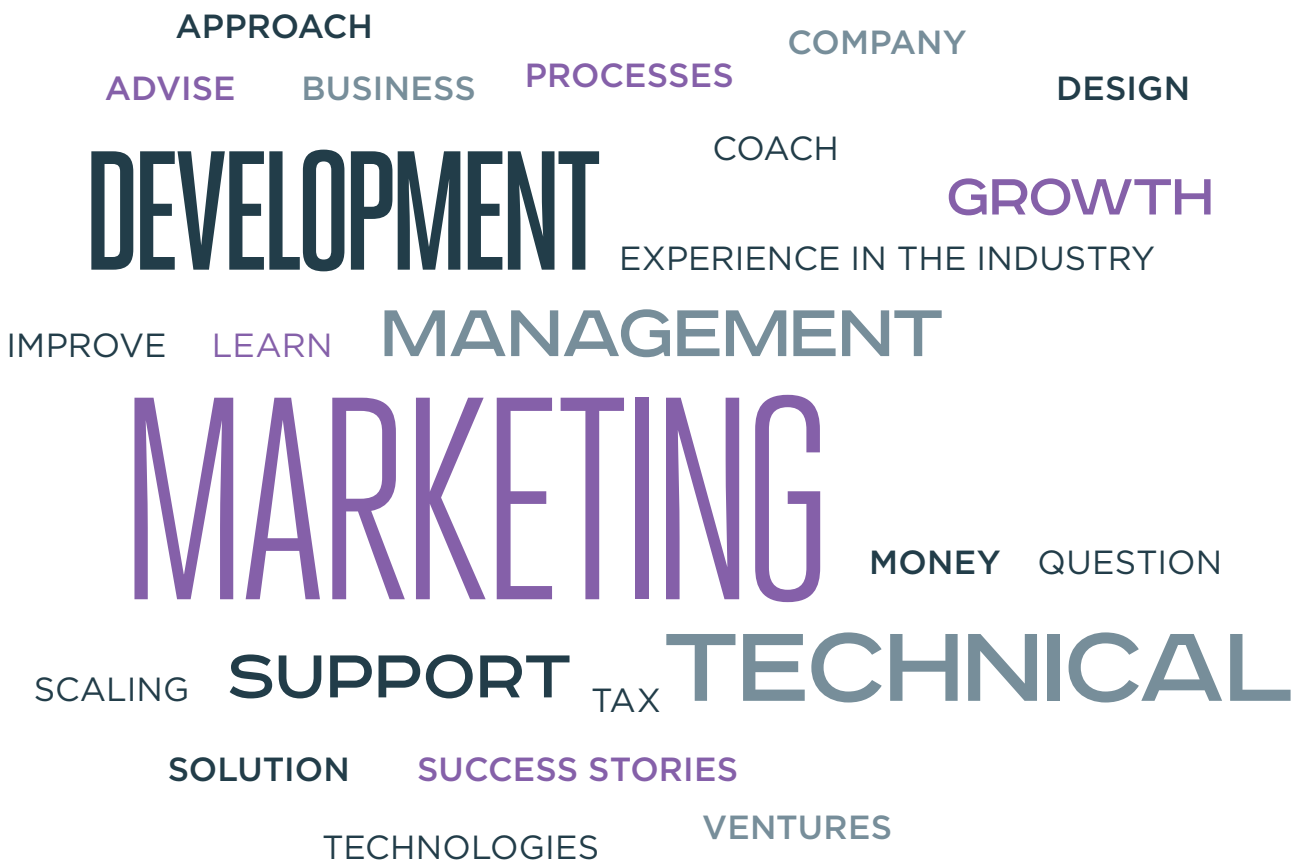 APPROACH
COMPANY
ADVISE BUSINESS PROCESSES
DESIGN
COACH
DEVELOPMENT
GROWTH
EXPERIENCE IN THE INDUSTRY
IMPROVE LEARN MANAGEMENT
MARKETING
MONEY QUESTION
SCALING SUPPORT TAX TECHNICAL
SOLUTION SUCCESS STORIES
VENTURES
TECHNOLOGIES